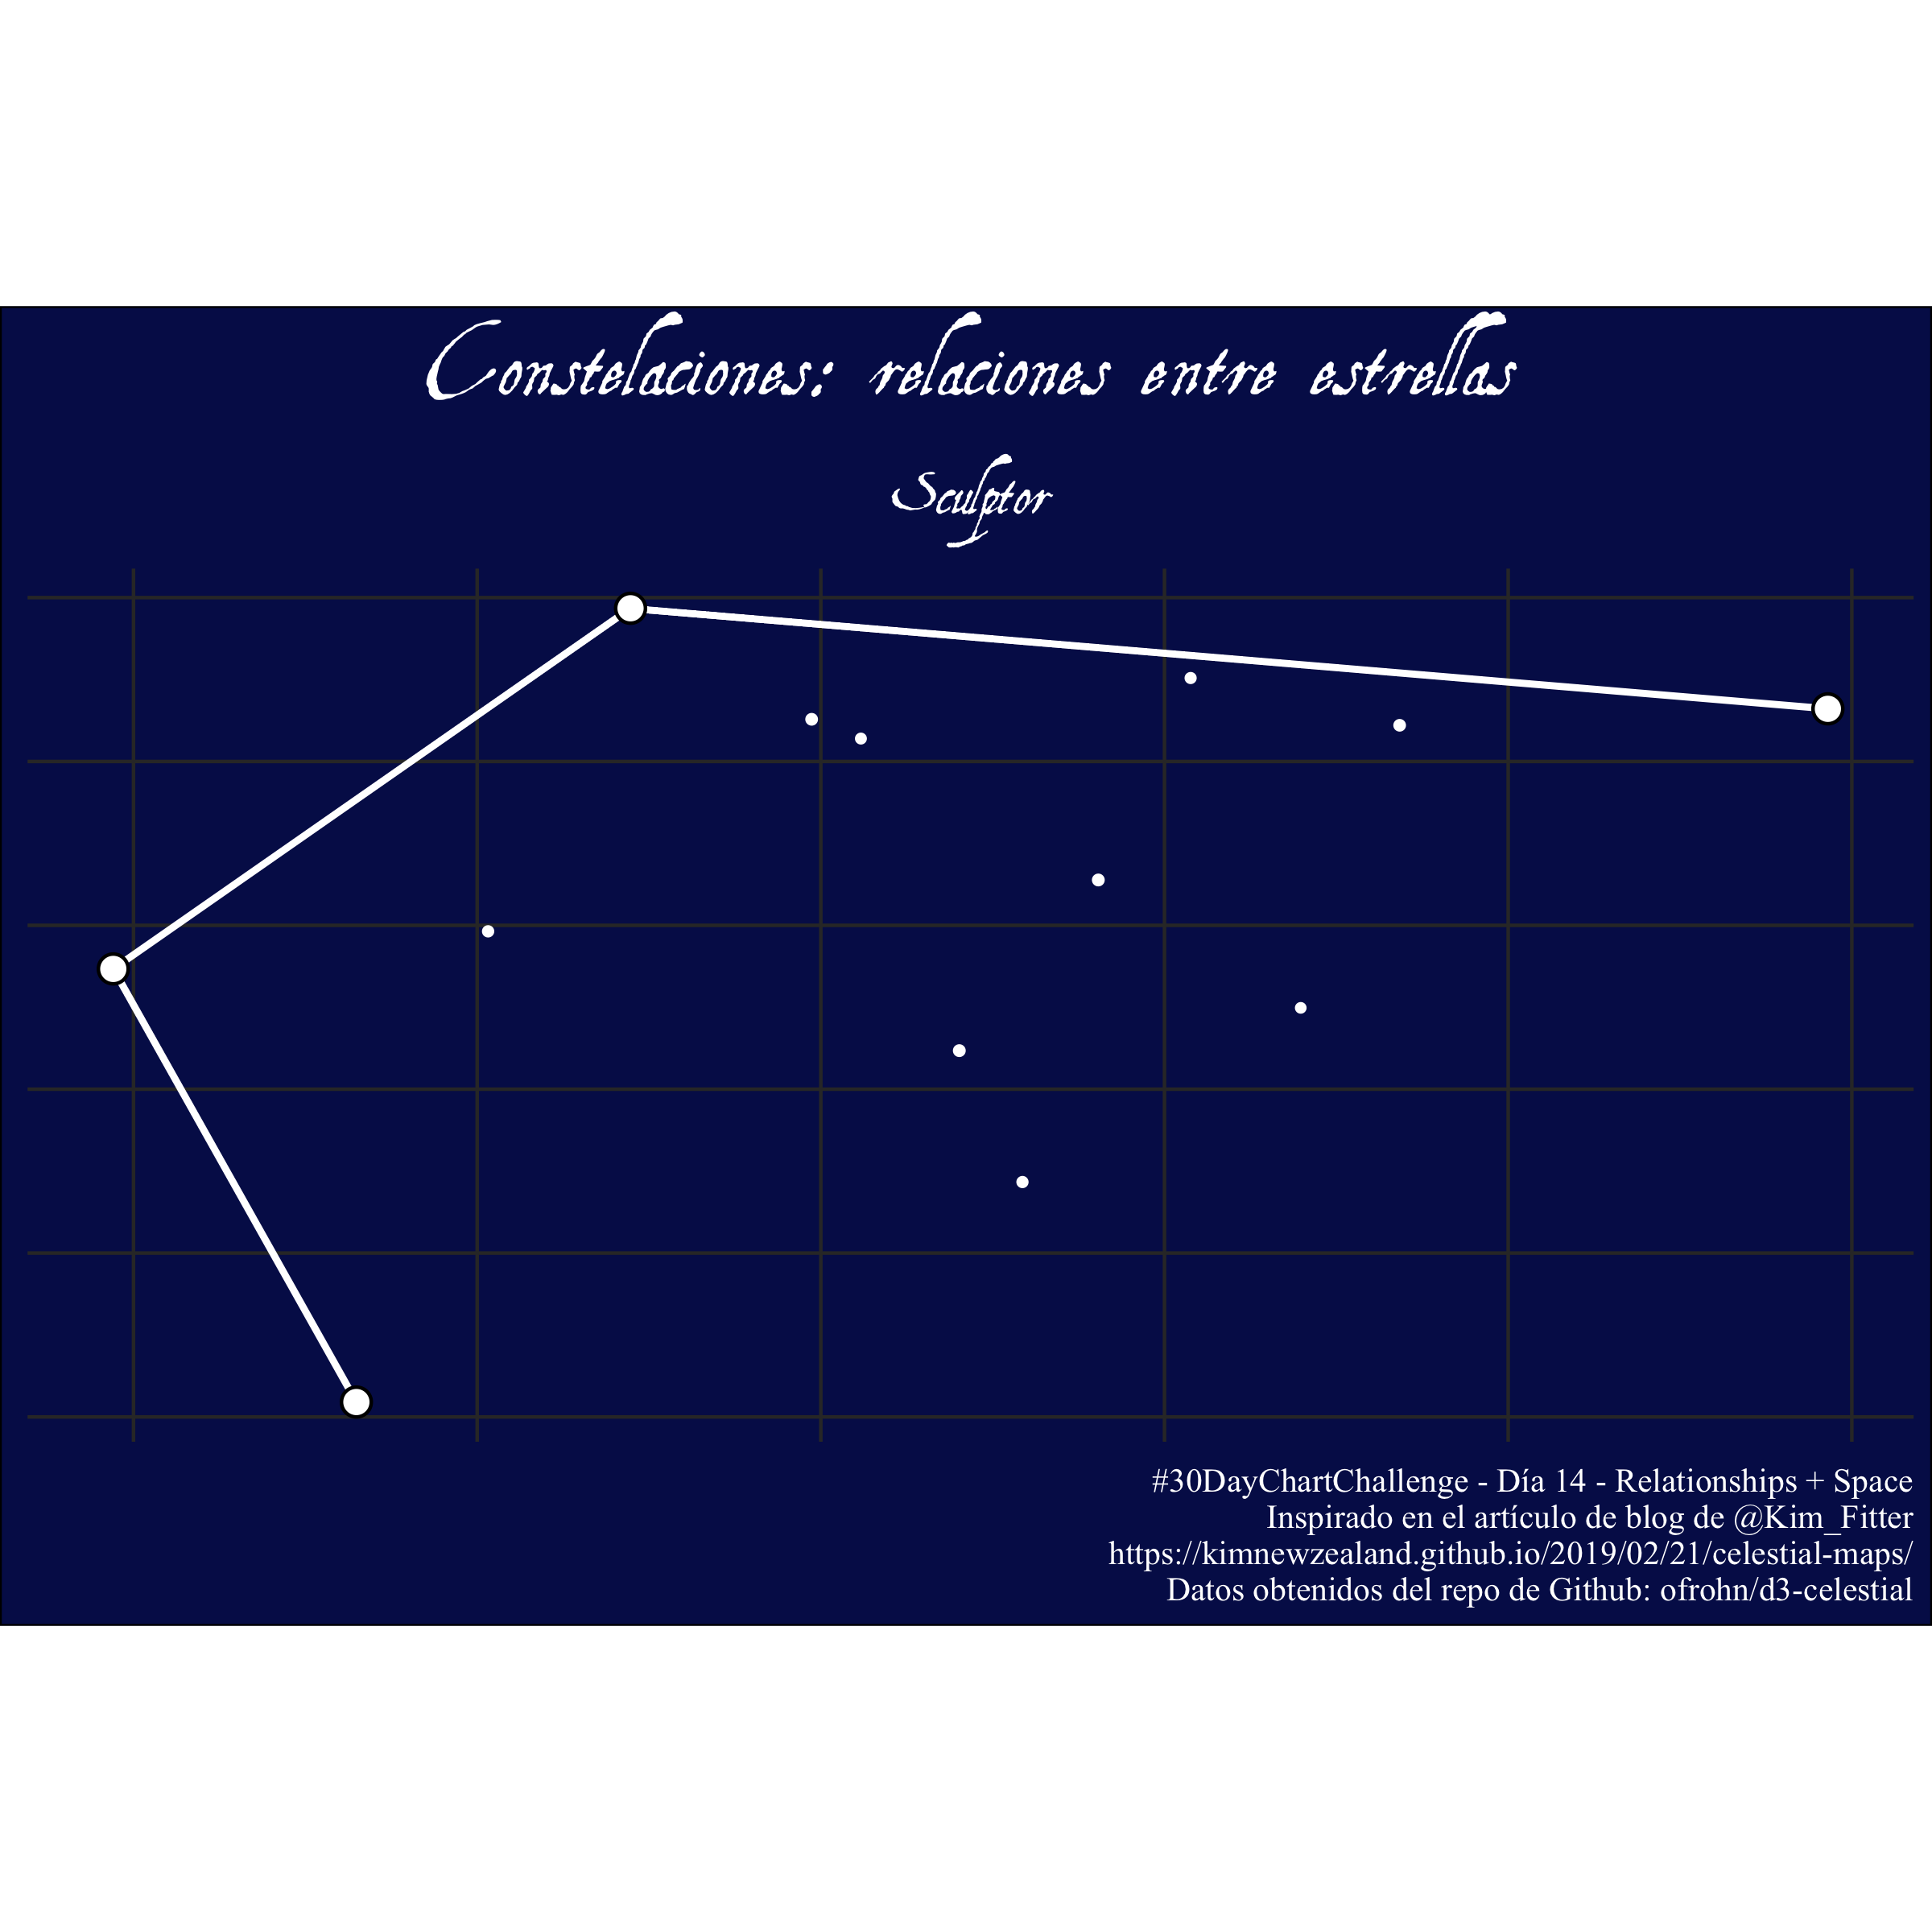 Constelaciones: relaciones entre estrellas
Sculptor
#30DayChartChallenge - Día 14 - Relationships + Space
Inspirado en el artículo de blog de @Kim_Fitter
https://kimnewzealand.github.io/2019/02/21/celestial-maps/
Datos obtenidos del repo de Github: ofrohn/d3-celestial